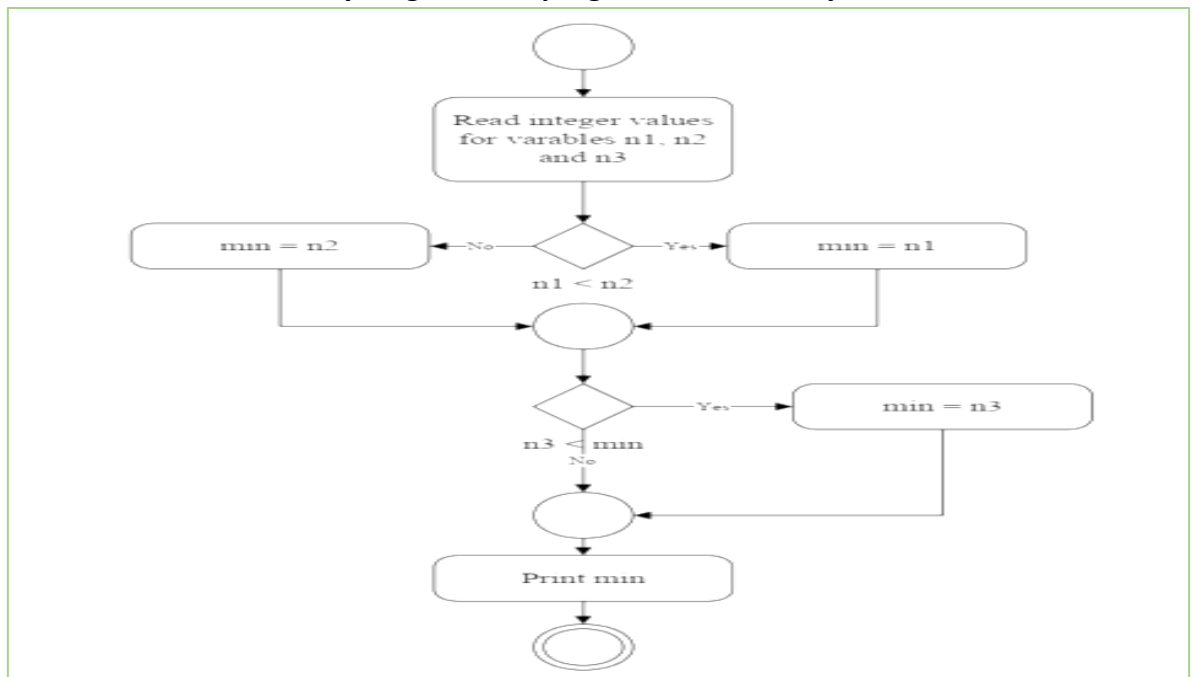 Read integer values
for varables n1, n2
and n3
No
Yes
min = n2
min = n1
n1 < n2
Yes
min = n3
n3 < min
No
Print min